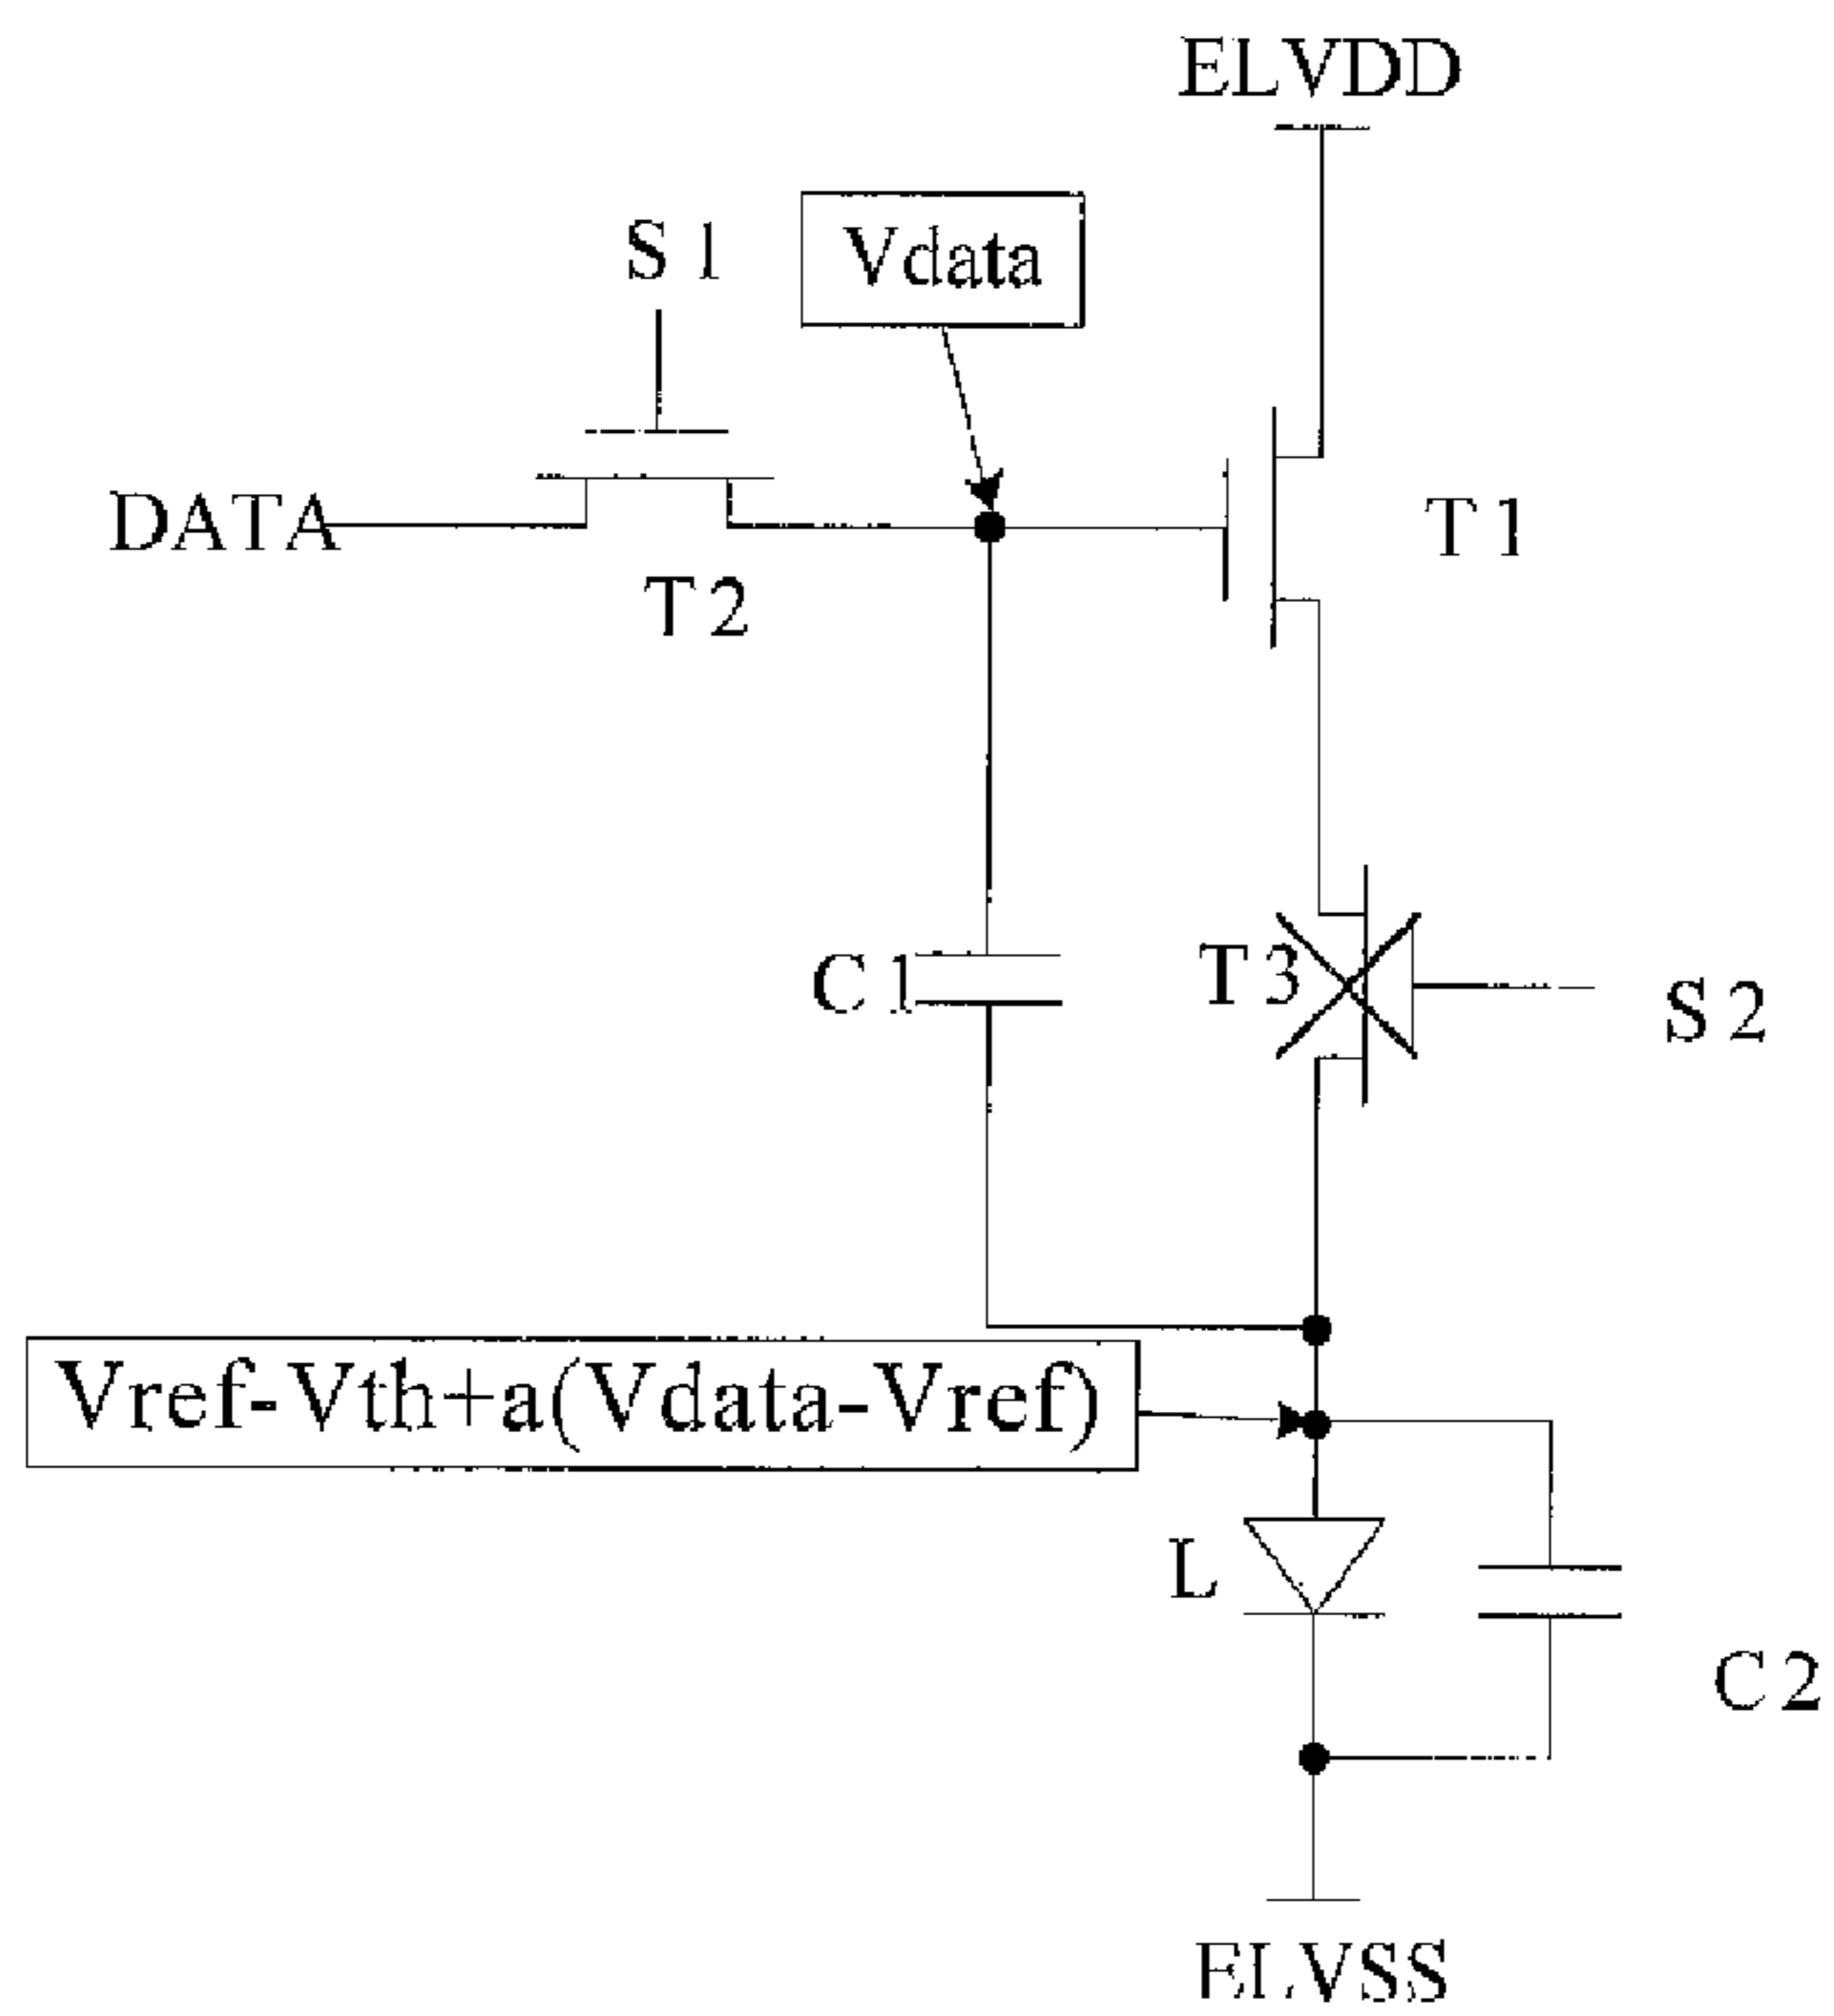 ELVDD
S1
Vdata
DATA
T1
T2
C1
T3
S2
Vref-Vth+a(Vdata-Vref)
L
C2
ELVSS